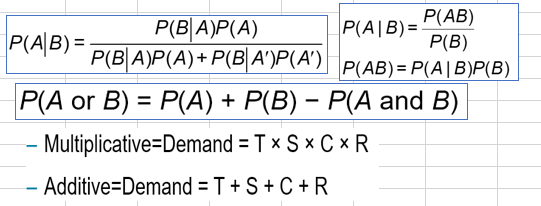 P(A|B) = P(B|A)P(A) / P(B|A)P(A) + P(B|A')P(A')
P(A|B) = P(AB) / P(B)
P(AB) = P(A|B)P(B)
P(A or B) = P(A) + P(B) − P(A and B)
– Multiplicative=Demand = T × S × C × R
– Additive=Demand = T + S + C + R